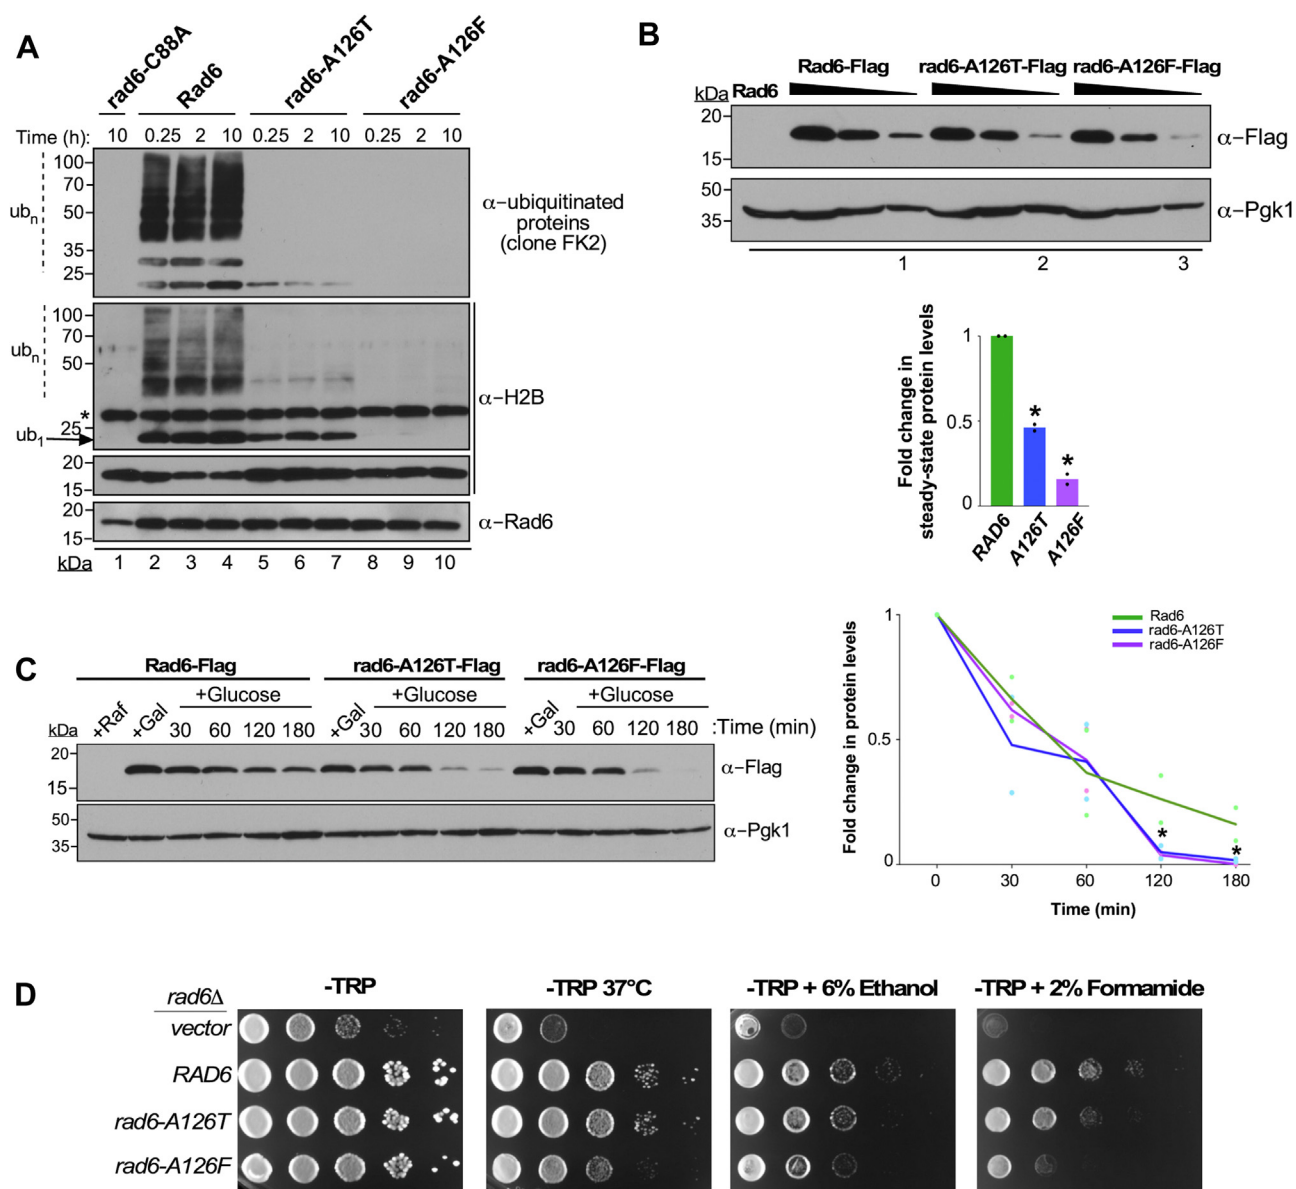 A
rad6-C88A
Rad6
rad6-A126T
rad6-A126F
Time (h): 10 0.25 2 10 0.25 2 10 0.25 2 10
ubn
100
70
50
35
25
α–ubiquitinated
proteins
(clone FK2)
ubn
100
70
50
*
25
ub1
α–H2B
20
15
20
15
α–Rad6
kDa 1 2 3 4 5 6 7 8 9 10
B
Rad6-Flag rad6-A126T-Flag rad6-A126F-Flag
kDa Rad6
20
15
α–Flag
50
35
α–Pgk1
1 2 3
Fold change in
steady-state protein levels
1
0.5
0
*
*
RAD6
A126T
A126F
C
Rad6-Flag rad6-A126T-Flag rad6-A126F-Flag
+Glucose +Glucose +Glucose
kDa +Raf +Gal 30 60 120 180 +Gal 30 60 120 180 +Gal 30 60 120 180 :Time (min)
20
15
α–Flag
50
35
α–Pgk1
Fold change in protein levels
1
0.5
0
Rad6
rad6-A126T
rad6-A126F
*
*
0 30 60 120 180
Time (min)
D
rad6Δ
-TRP -TRP 37°C -TRP + 6% Ethanol -TRP + 2% Formamide
vector
RAD6
rad6-A126T
rad6-A126F